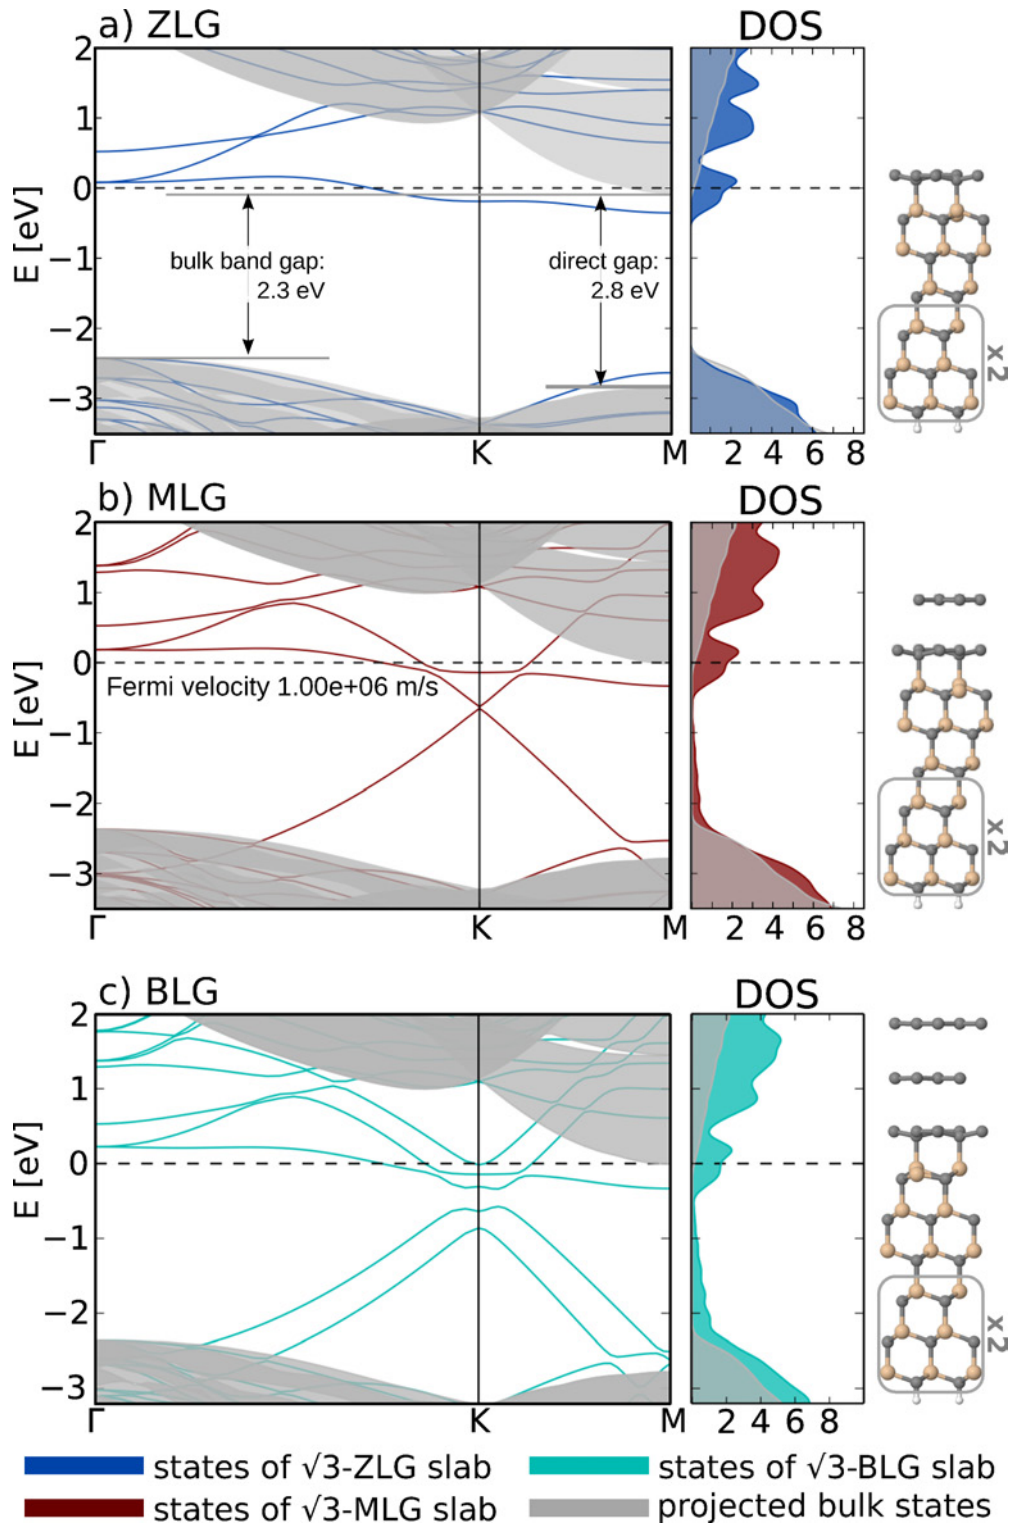 a) ZLG DOS
2
1
0
E [eV]
−1
bulk band gap:
2.3 eV
direct gap:
2.8 eV
−2
−3
Γ K M 2 4 6 8
x2
b) MLG DOS
2
1
0
Fermi velocity 1.00e+06 m/s
E [eV]
−1
−2
−3
Γ K M 2 4 6 8
x2
c) BLG DOS
2
1
0
E [eV]
−1
−2
−3
Γ K M 2 4 6 8
x2
states of √3-ZLG slab
states of √3-BLG slab
states of √3-MLG slab
projected bulk states